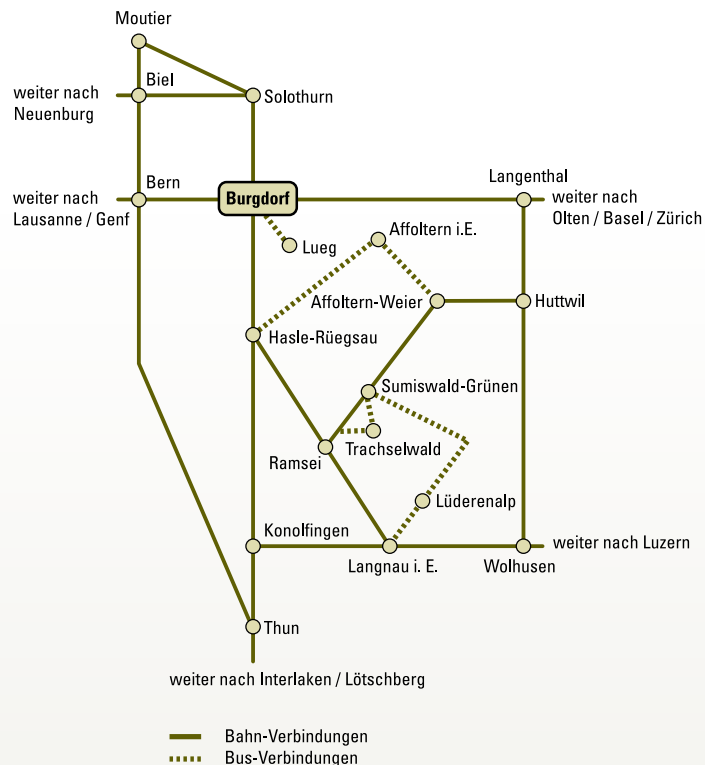 Moutier
Biel
weiter nach
Neuenburg
Solothurn
Bern
Burgdorf
Langenthal
weiter nach
Lausanne / Genf
weiter nach
Olten / Basel / Zürich
Lueg
Affoltern i.E.
Affoltern-Weier
Huttwil
Hasle-Rüegsau
Sumiswald-Grünen
Trachselwald
Ramsei
Lüderenalp
Konolfingen
Langnau i. E.
Wolhusen
weiter nach Luzern
Thun
weiter nach Interlaken / Lötschberg
Bahn-Verbindungen
Bus-Verbindungen